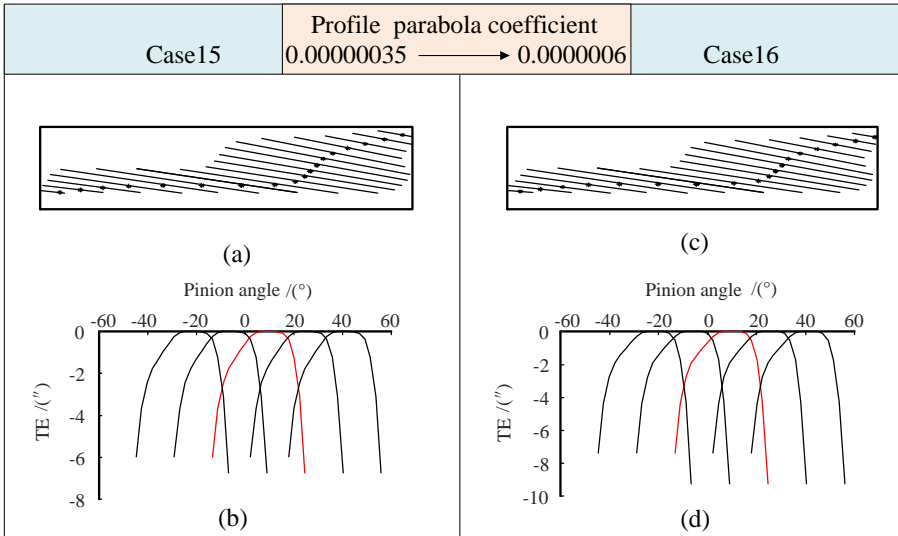 Profile parabola coefficient
Case15 0.00000035 0.0000006 Case16
(a)
(c)
Pinion angle /(°)
-60 -40 -20 0 20 40 60
0
-2
-4
-6
-8
TE /(″)
(b)
Pinion angle /(°)
-60 -40 -20 0 20 40 60
0
-2
-4
-6
-8
-10
TE /(″)
(d)